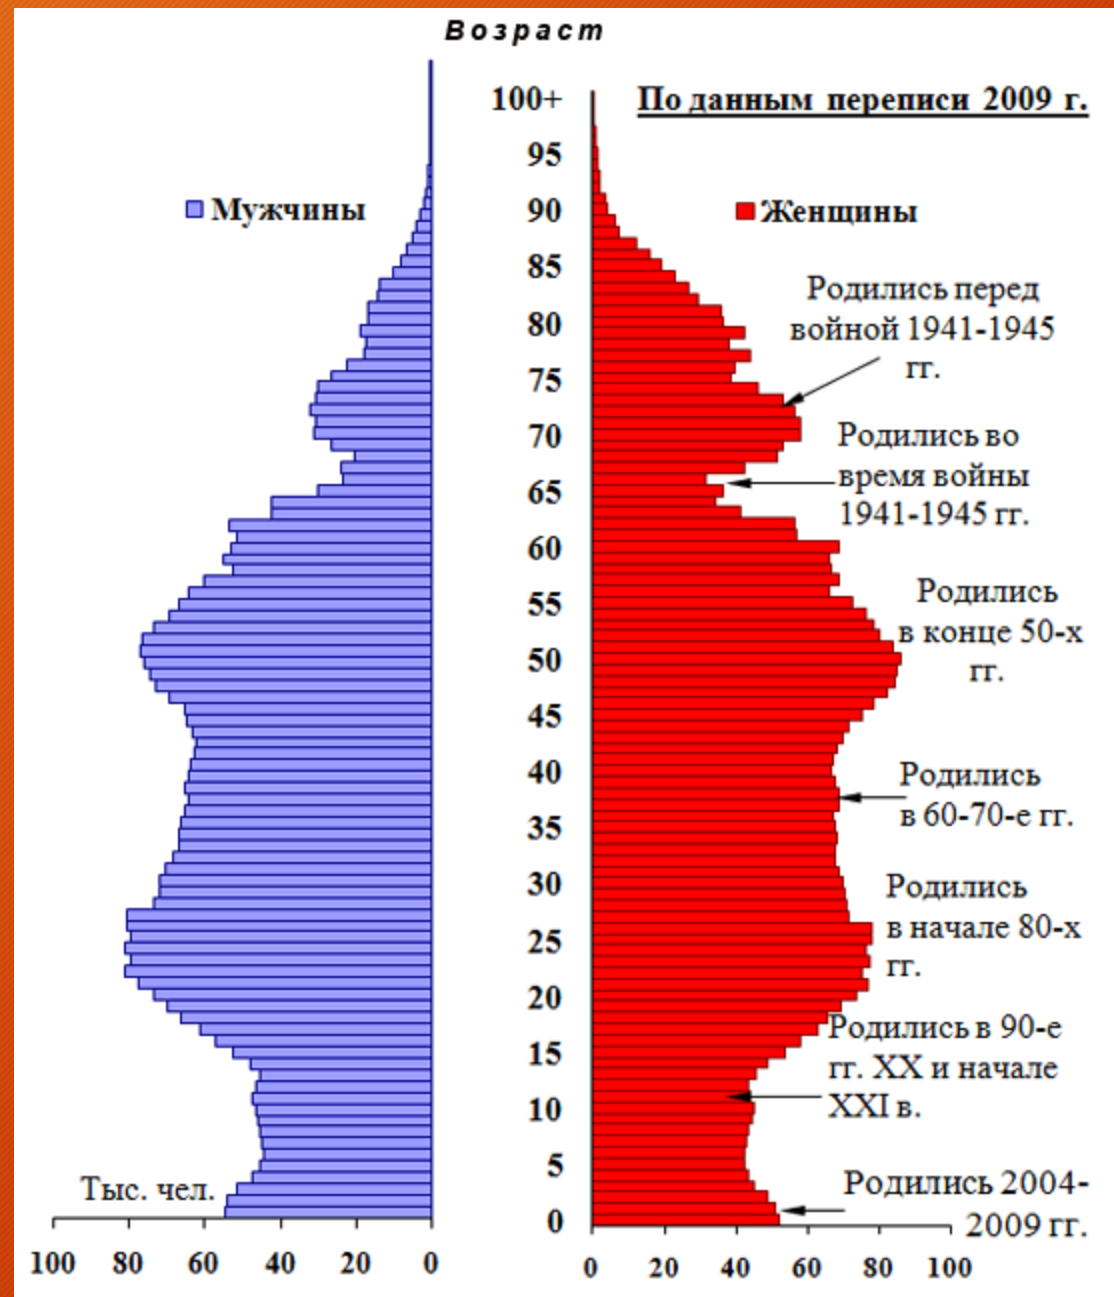 Возраст
По данным переписи 2009 г.
Мужчины
Женщины
100+
95
90
85
80
75
70
65
60
55
50
45
40
35
30
25
20
15
10
5
0
Родились перед
войной 1941-1945
гг.
Родились во
время войны
1941-1945 гг.
Родились
в конце 50-х
гг.
Родились
в 60-70-е гг.
Родились
в начале 80-х
гг.
Родились в 90-е
гг. XX и начале
XXI в.
Родились 2004-
2009 гг.
Тыс. чел.
100 80 60 40 20 0
0 20 40 60 80 100